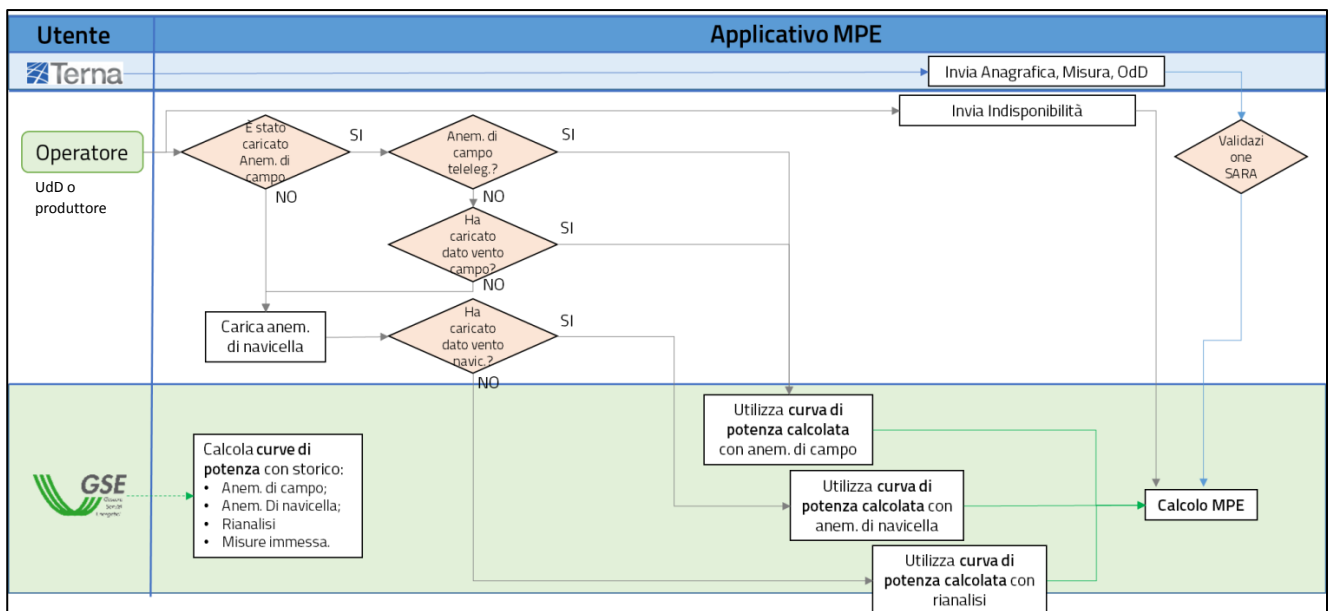 Utente
Applicativo MPE
Terna
Invia Anagrafica, Misura, OdD
Invia Indisponibilità
Operatore
UdD o
produttore
È stato
caricato
Anem. di
campo
SI
NO
Anem. di
campo
teleleg.?
SI
NO
Validazi
one
SARA
Ha
caricato
dato vento
campo?
SI
NO
Carica anem.
di navicella
Ha
caricato
dato vento
navic.?
SI
NO
GSE
Calcola curve di
potenza con storico:
• Anem. di campo;
• Anem. Di navicella;
• Rianalisi
• Misure immessa.
Utilizza curva di
potenza calcolata
con anem. di campo
Utilizza curva di
potenza calcolata con
anem. di navicella
Calcolo MPE
Utilizza curva di
potenza calcolata con
rianalisi